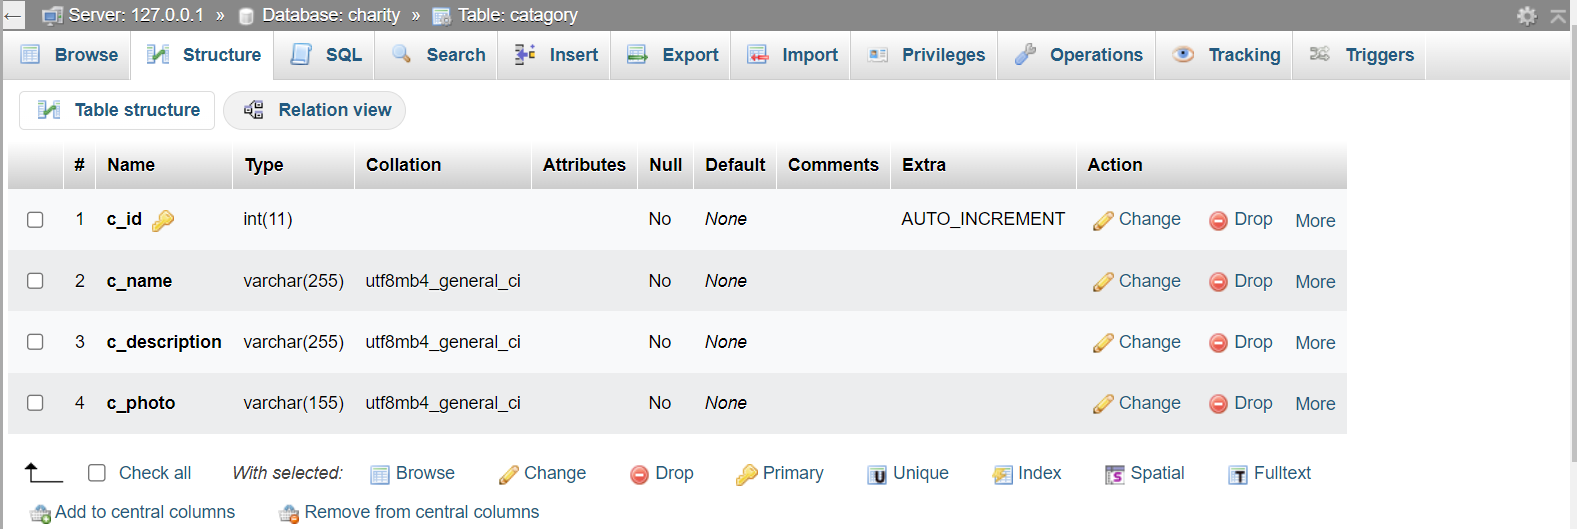 Server: 127.0.0.1 » Database: charity » Table: catagory
Browse Structure SQL Search Insert Export Import Privileges Operations Tracking Triggers
Table structure Relation view
# Name Type Collation Attributes Null Default Comments Extra Action
1 c_id int(11) No None AUTO_INCREMENT Change Drop More
2 c_name varchar(255) utf8mb4_general_ci No None Change Drop More
3 c_description varchar(255) utf8mb4_general_ci No None Change Drop More
4 c_photo varchar(155) utf8mb4_general_ci No None Change Drop More
Check all With selected: Browse Change Drop Primary Unique Index Spatial Fulltext
Add to central columns Remove from central columns